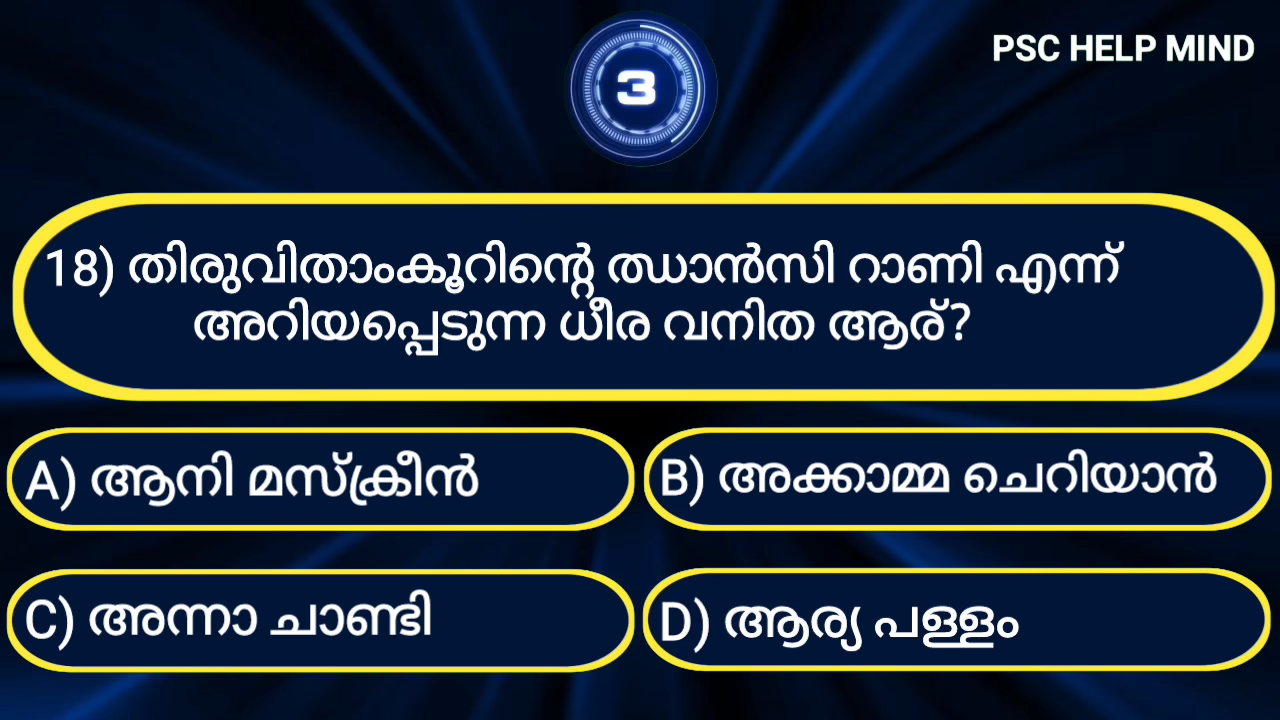 3
PSC HELP MIND
18) തിരുവിതാംകൂറിന്റെ ഝാൻസി റാണി എന്ന്
അറിയപ്പെടുന്ന ധീര വനിത ആര്?
A) ആനി മസ്ക്രീൻ
B) അക്കാമ്മ ചെറിയാൻ
C) അന്നാ ചാണ്ടി
D) ആര്യ പള്ളം